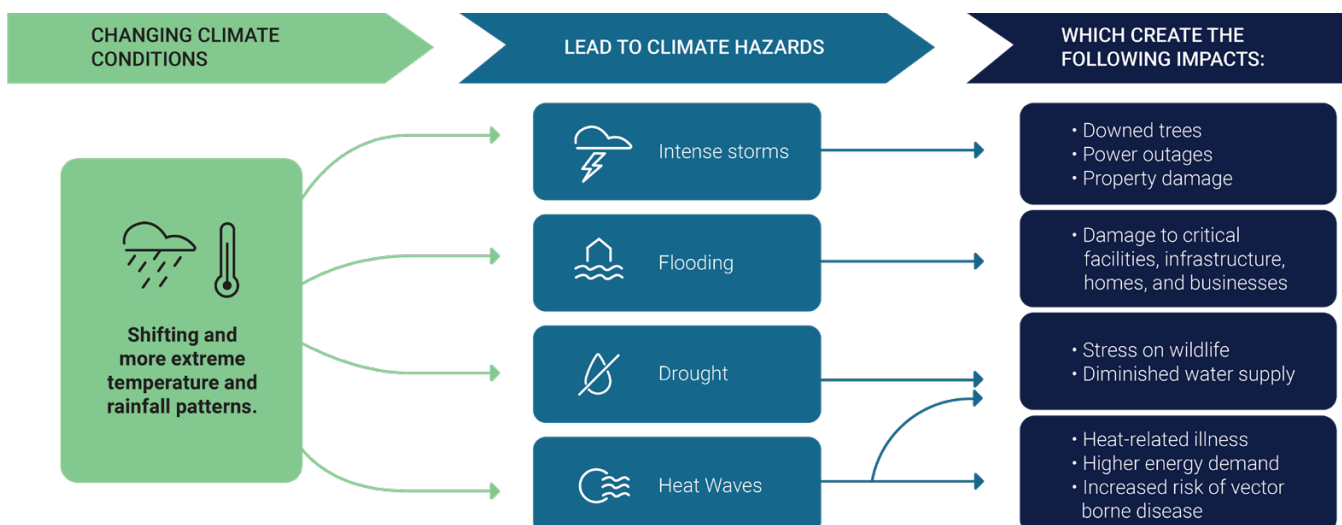 CHANGING CLIMATE
CONDITIONS
LEAD TO CLIMATE HAZARDS
WHICH CREATE THE
FOLLOWING IMPACTS:
Shifting and
more extreme
temperature and
rainfall patterns.
Intense storms
Flooding
Drought
Heat Waves
• Downed trees
• Power outages
• Property damage
• Damage to critical
facilities, infrastructure,
homes, and businesses
• Stress on wildlife
• Diminished water supply
• Heat-related illness
• Higher energy demand
• Increased risk of vector
borne disease